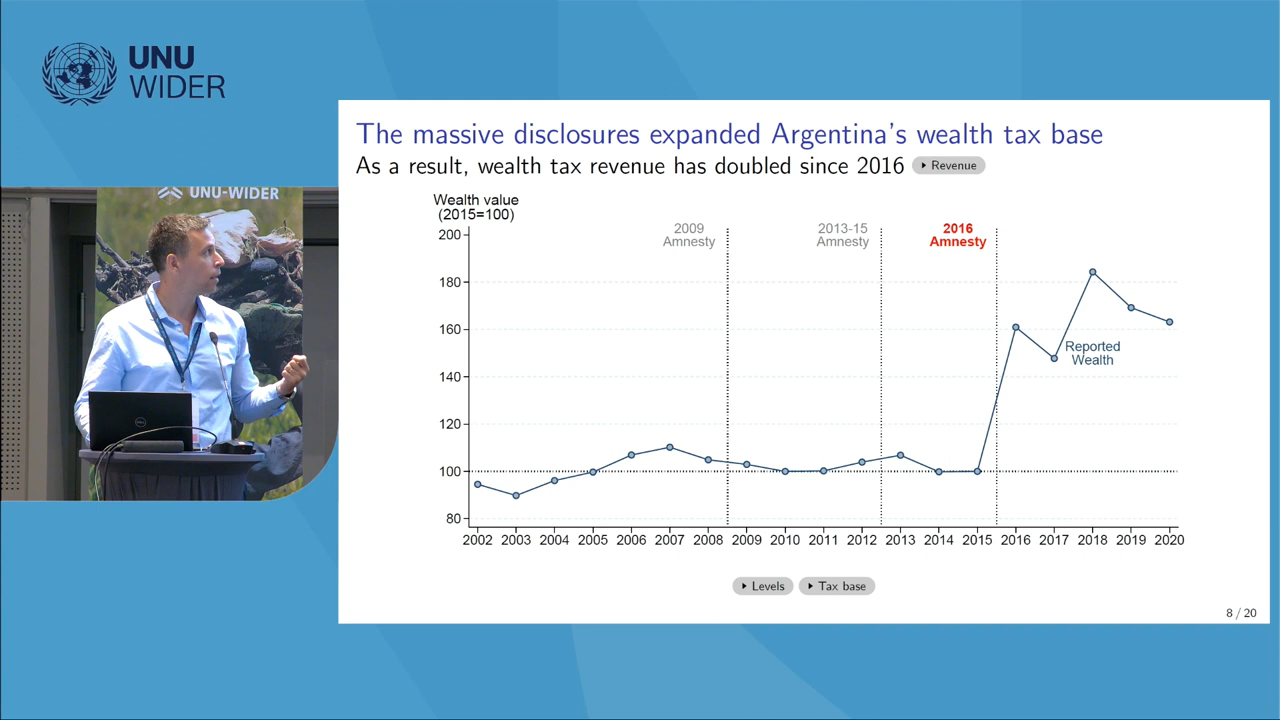 UNU
WIDER
UNU-WIDER
The massive disclosures expanded Argentina's wealth tax base
As a result, wealth tax revenue has doubled since 2016
Revenue
Wealth value
(2015=100)
2009
Amnesty
2013-15
Amnesty
2016
Amnesty
200
180
160
140
120
100
80
Reported
Wealth
2002 2003 2004 2005 2006 2007 2008 2009 2010 2011 2012 2013 2014 2015 2016 2017 2018 2019 2020
Levels
Tax base
8 / 20
DELL